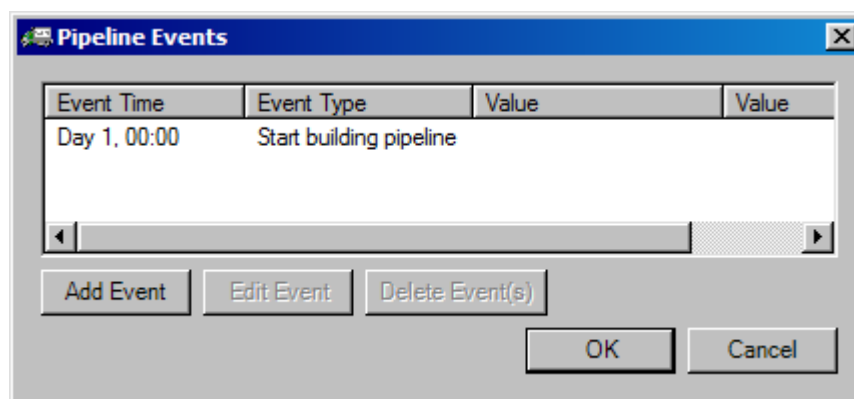 Pipeline Events
Event Time Event Type Value Value
Day 1, 00:00 Start building pipeline
Add Event Edit Event Delete Event(s)
OK Cancel